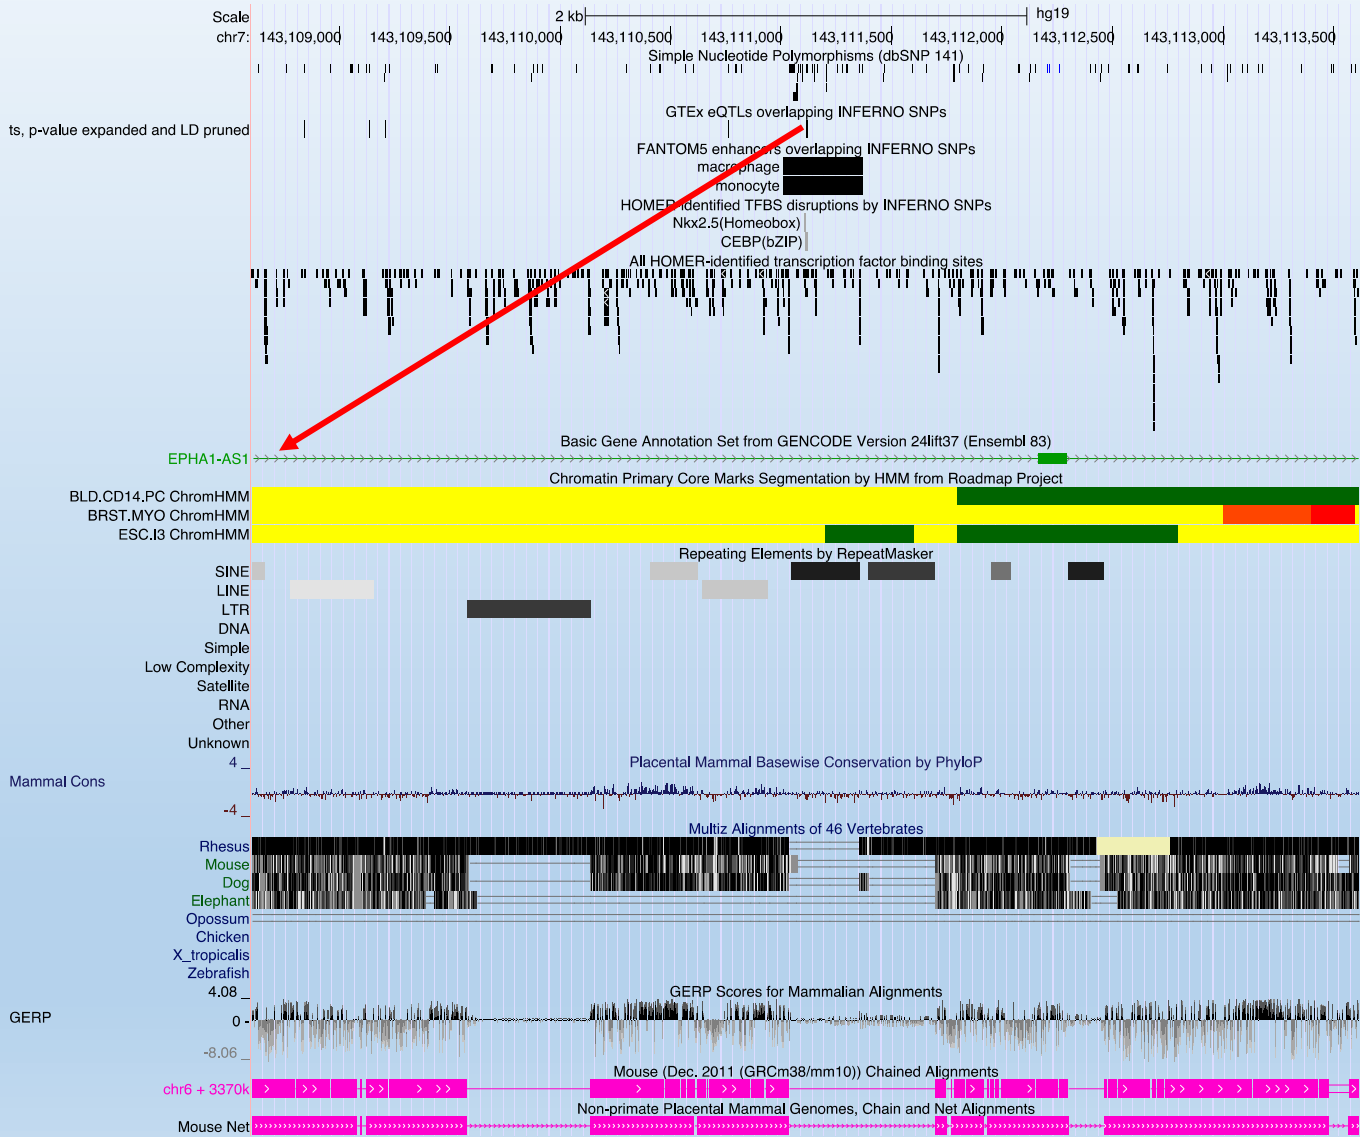 Scale 2 kb hg19
chr7: 143,109,000 143,109,500 143,110,000 143,110,500 143,111,000 143,111,500 143,112,000 143,112,500 143,113,000 143,113,500
Simple Nucleotide Polymorphisms (dbSNP 141)
GTEx eQTLs overlapping INFERNO SNPs
ts, p-value expanded and LD pruned
FANTOM5 enhancers overlapping INFERNO SNPs
macrophage
monocyte
HOMER-identified TFBS disruptions by INFERNO SNPs
Nkx2.5(Homeobox)
CEBP(bZIP)
All HOMER-identified transcription factor binding sites
Basic Gene Annotation Set from GENCODE Version 24lift37 (Ensembl 83)
EPHA1-AS1
Chromatin Primary Core Marks Segmentation by HMM from Roadmap Project
BLD.CD14.PC ChromHMM
BRST.MYO ChromHMM
ESC.I3 ChromHMM
Repeating Elements by RepeatMasker
SINE
LINE
LTR
DNA
Simple
Low Complexity
Satellite
RNA
Other
Unknown
4 _
Placental Mammal Basewise Conservation by PhyloP
Mammal Cons
-4 _
Multiz Alignments of 46 Vertebrates
Rhesus
Mouse
Dog
Elephant
Opossum
Chicken
X_tropicalis
Zebrafish
4.08 _
GERP Scores for Mammalian Alignments
GERP
0 -
-8.06 _
Mouse (Dec. 2011 (GRCm38/mm10)) Chained Alignments
chr6 + 3370k
Non-primate Placental Mammal Genomes, Chain and Net Alignments
Mouse Net